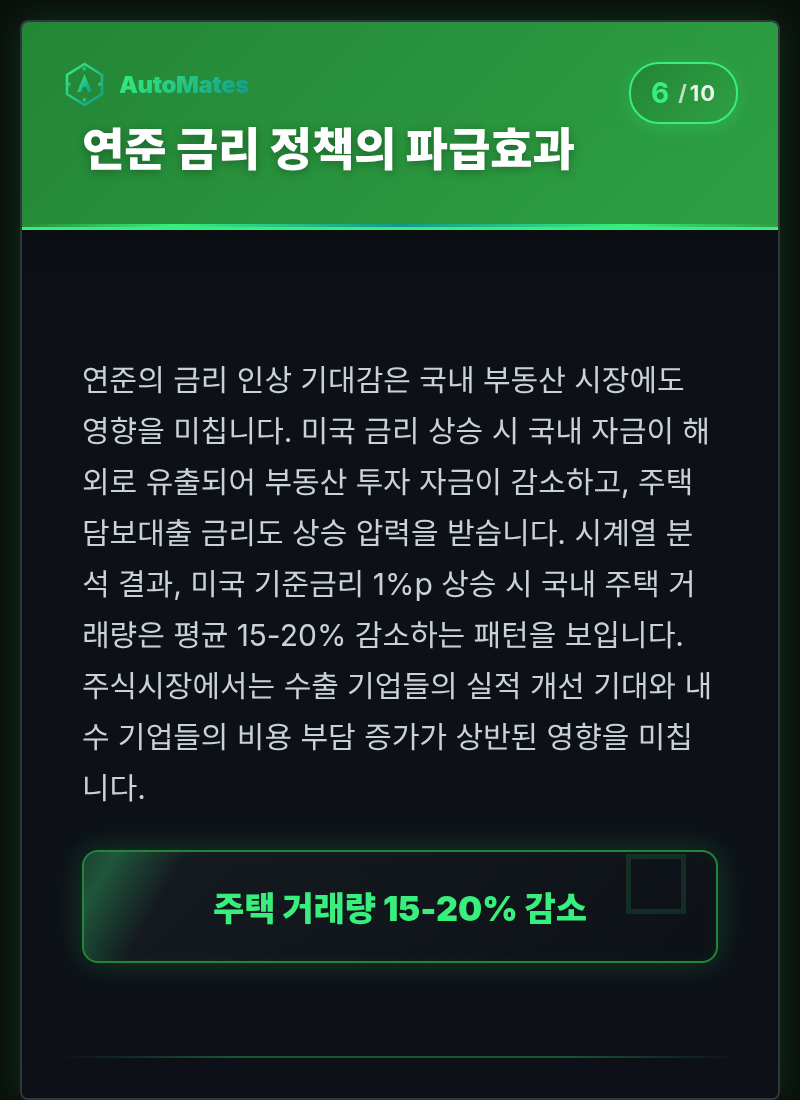 AutoMates
6 /10
연준 금리 정책의 파급효과
연준의 금리 인상 기대감은 국내 부동산 시장에도
영향을 미칩니다. 미국 금리 상승 시 국내 자금이 해
외로 유출되어 부동산 투자 자금이 감소하고, 주택
담보대출 금리도 상승 압력을 받습니다. 시계열 분
석 결과, 미국 기준금리 1%p 상승 시 국내 주택 거
래량은 평균 15-20% 감소하는 패턴을 보입니다.
주식시장에서는 수출 기업들의 실적 개선 기대와 내
수 기업들의 비용 부담 증가가 상반된 영향을 미칩
니다.
주택 거래량 15-20% 감소